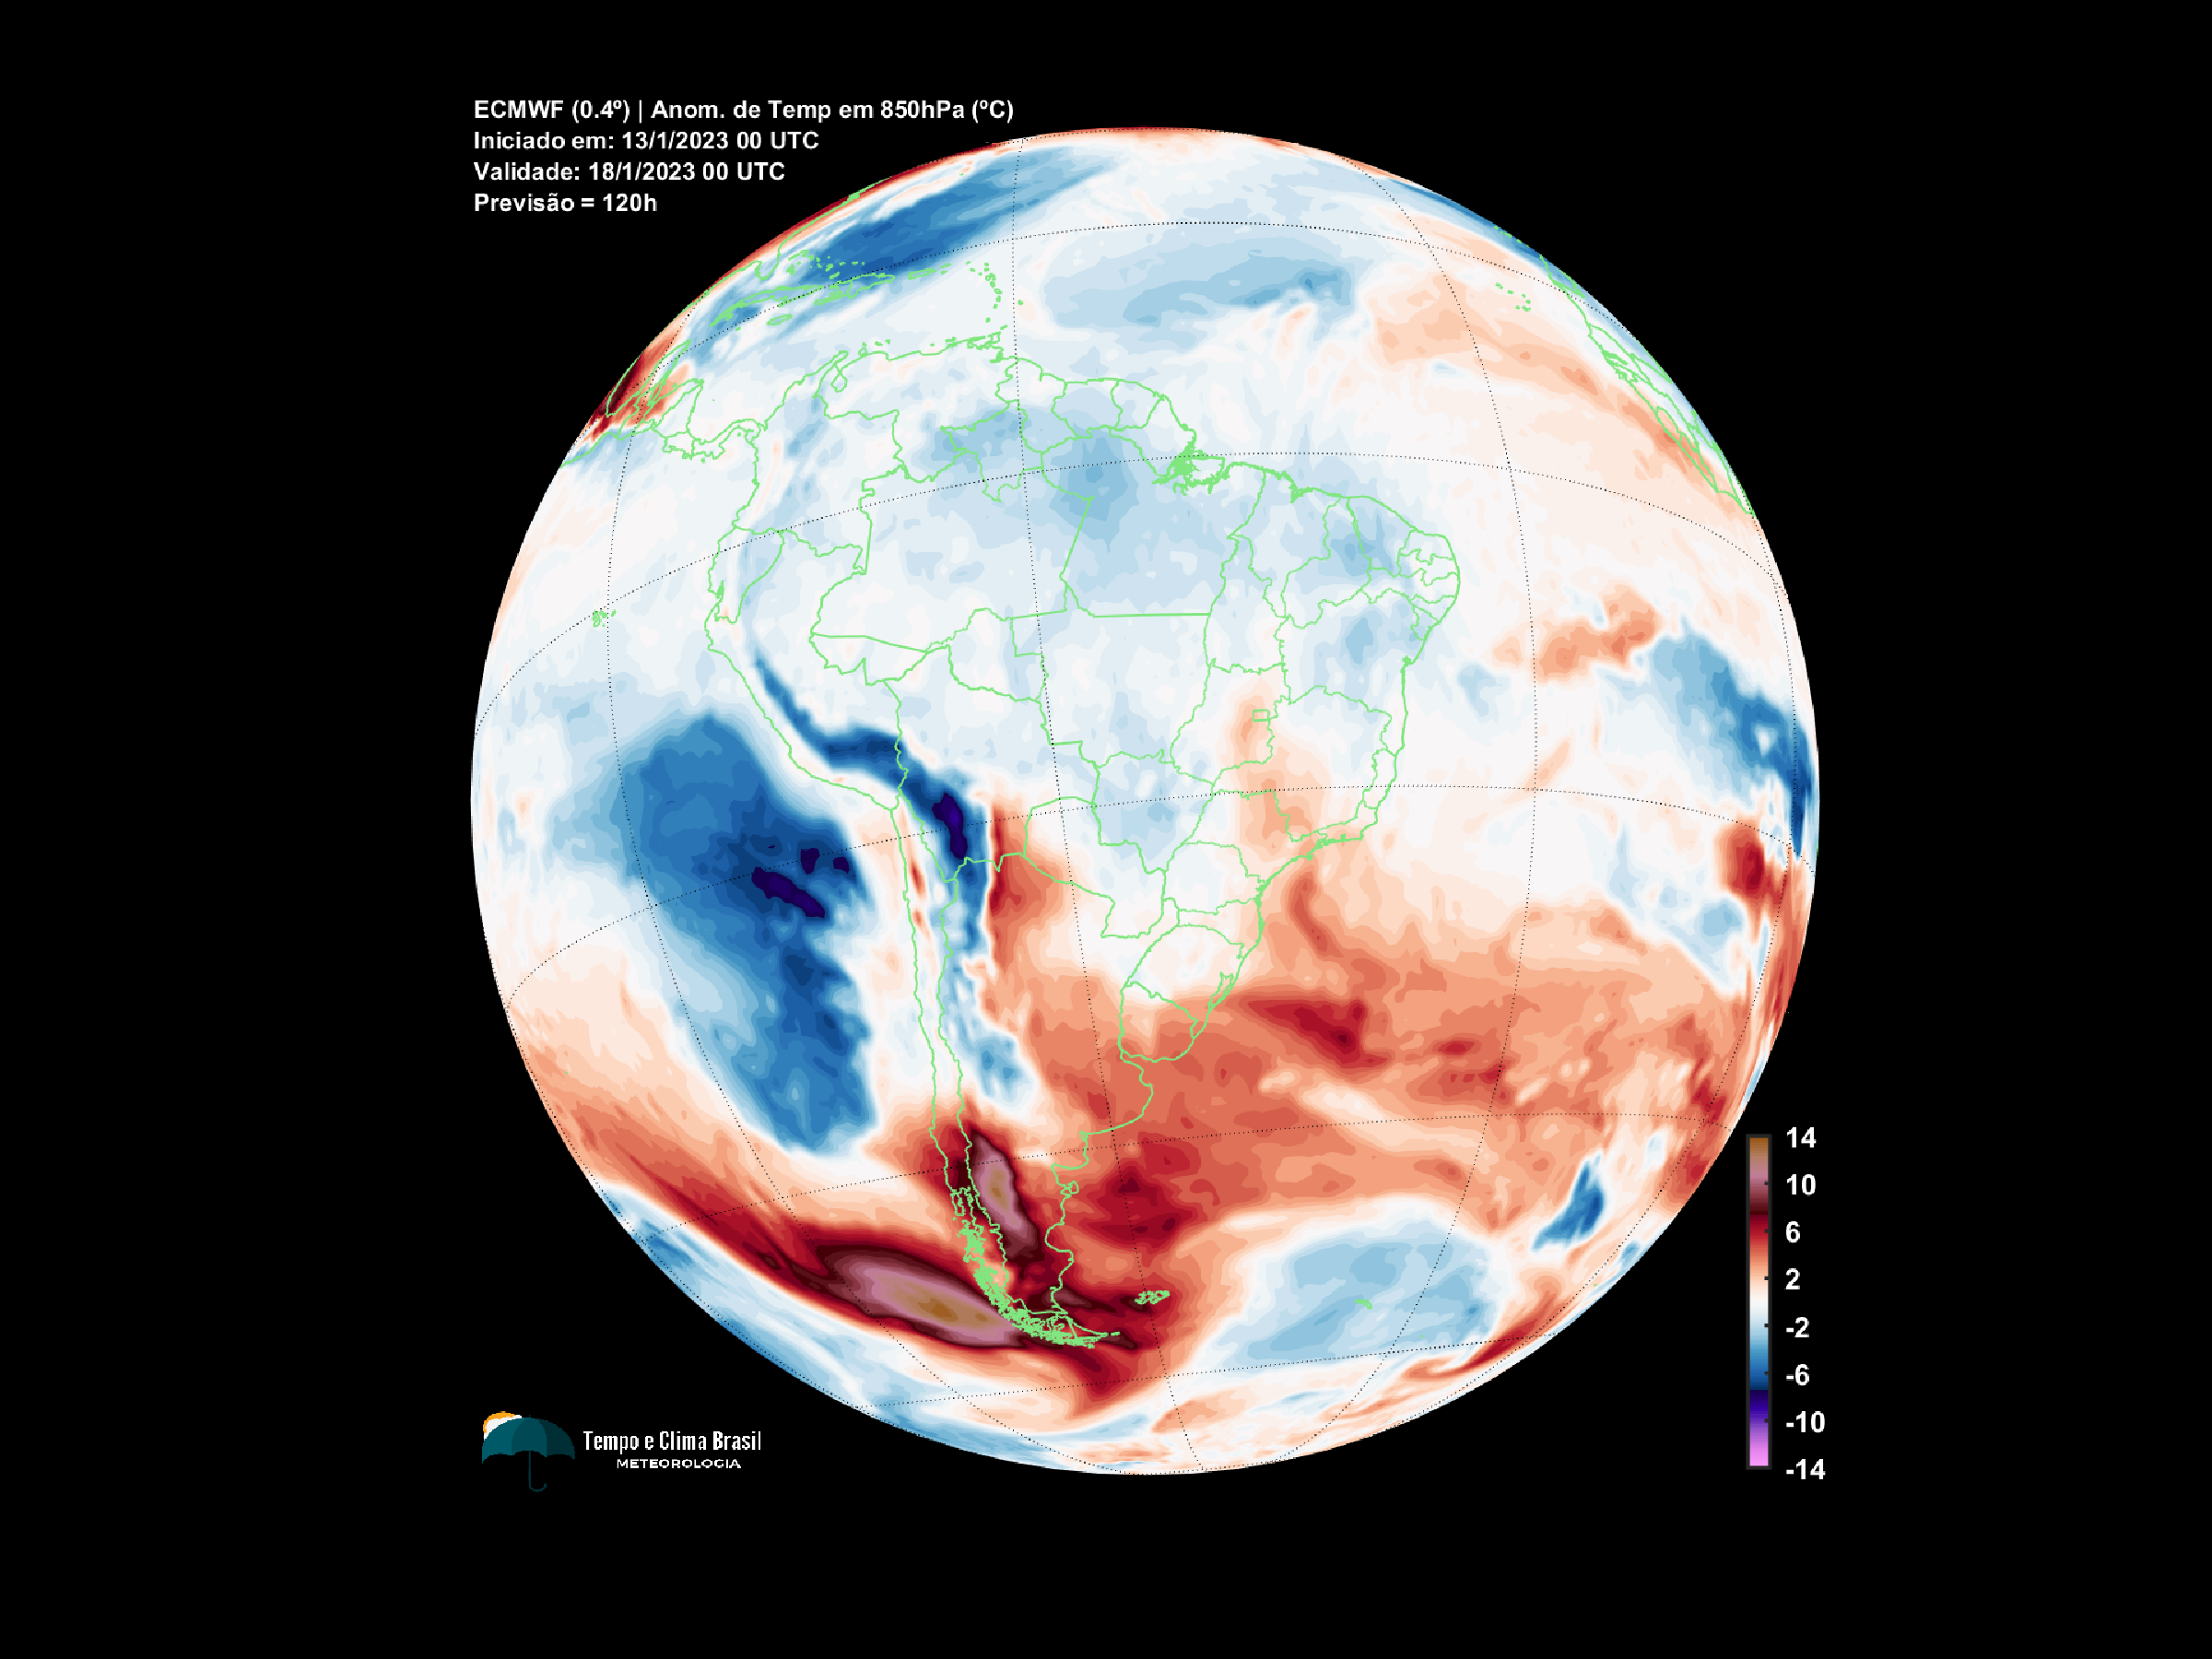 ECMWF (0.4º) | Anom. de Temp em 850hPa (ºC)
Iniciado em: 13/1/2023 00 UTC
Validade: 18/1/2023 00 UTC
Previsão = 120h
14
10
6
2
-2
-6
-10
-14
Tempo e Clima Brasil
METEOROLOGIA